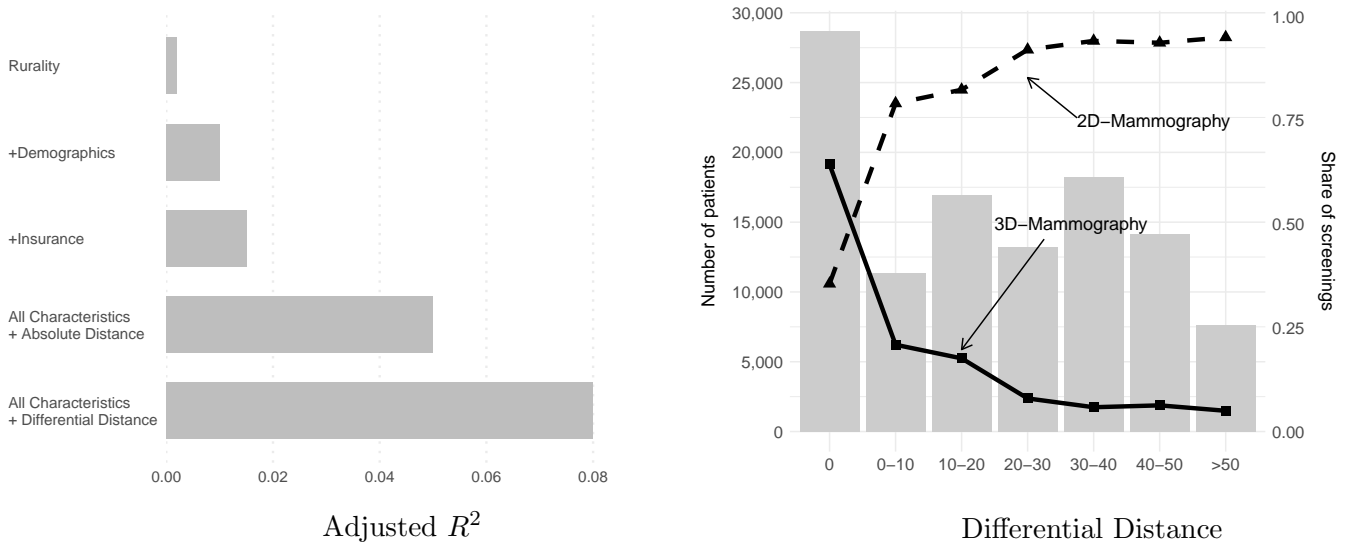 Rurality
+Demographics
+Insurance
All Characteristics
+ Absolute Distance
All Characteristics
+ Differential Distance
0.00 0.02 0.04 0.06 0.08
Adjusted R²
30,000
25,000
20,000
15,000
10,000
5,000
0
Number of patients
2D−Mammography
3D−Mammography
1.00
0.75
0.50
0.25
0.00
Share of screenings
0 0−10 10−20 20−30 30−40 40−50 >50
Differential Distance